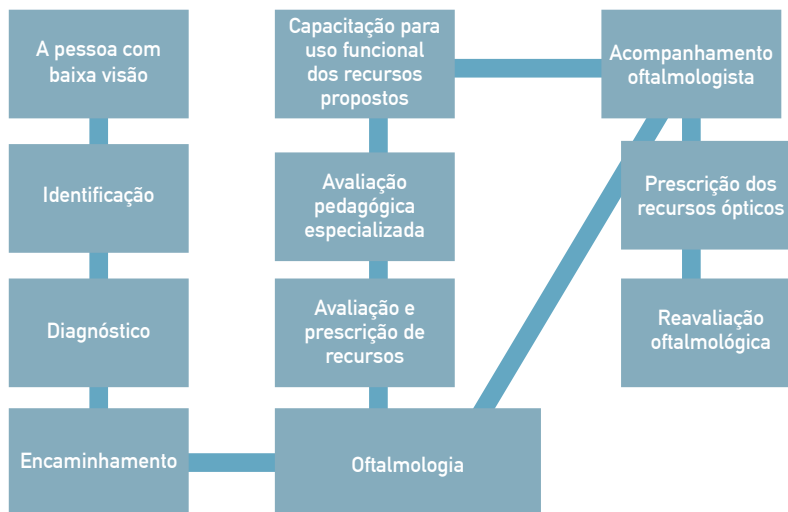 A pessoa com
baixa visão
Identificação
Diagnóstico
Encaminhamento
Oftalmologia
Avaliação e
prescrição de
recursos
Avaliação
pedagógica
especializada
Capacitação para
uso funcional
dos recursos
propostos
Acompanhamento
oftalmologista
Prescrição dos
recursos ópticos
Reavaliação
oftalmológica